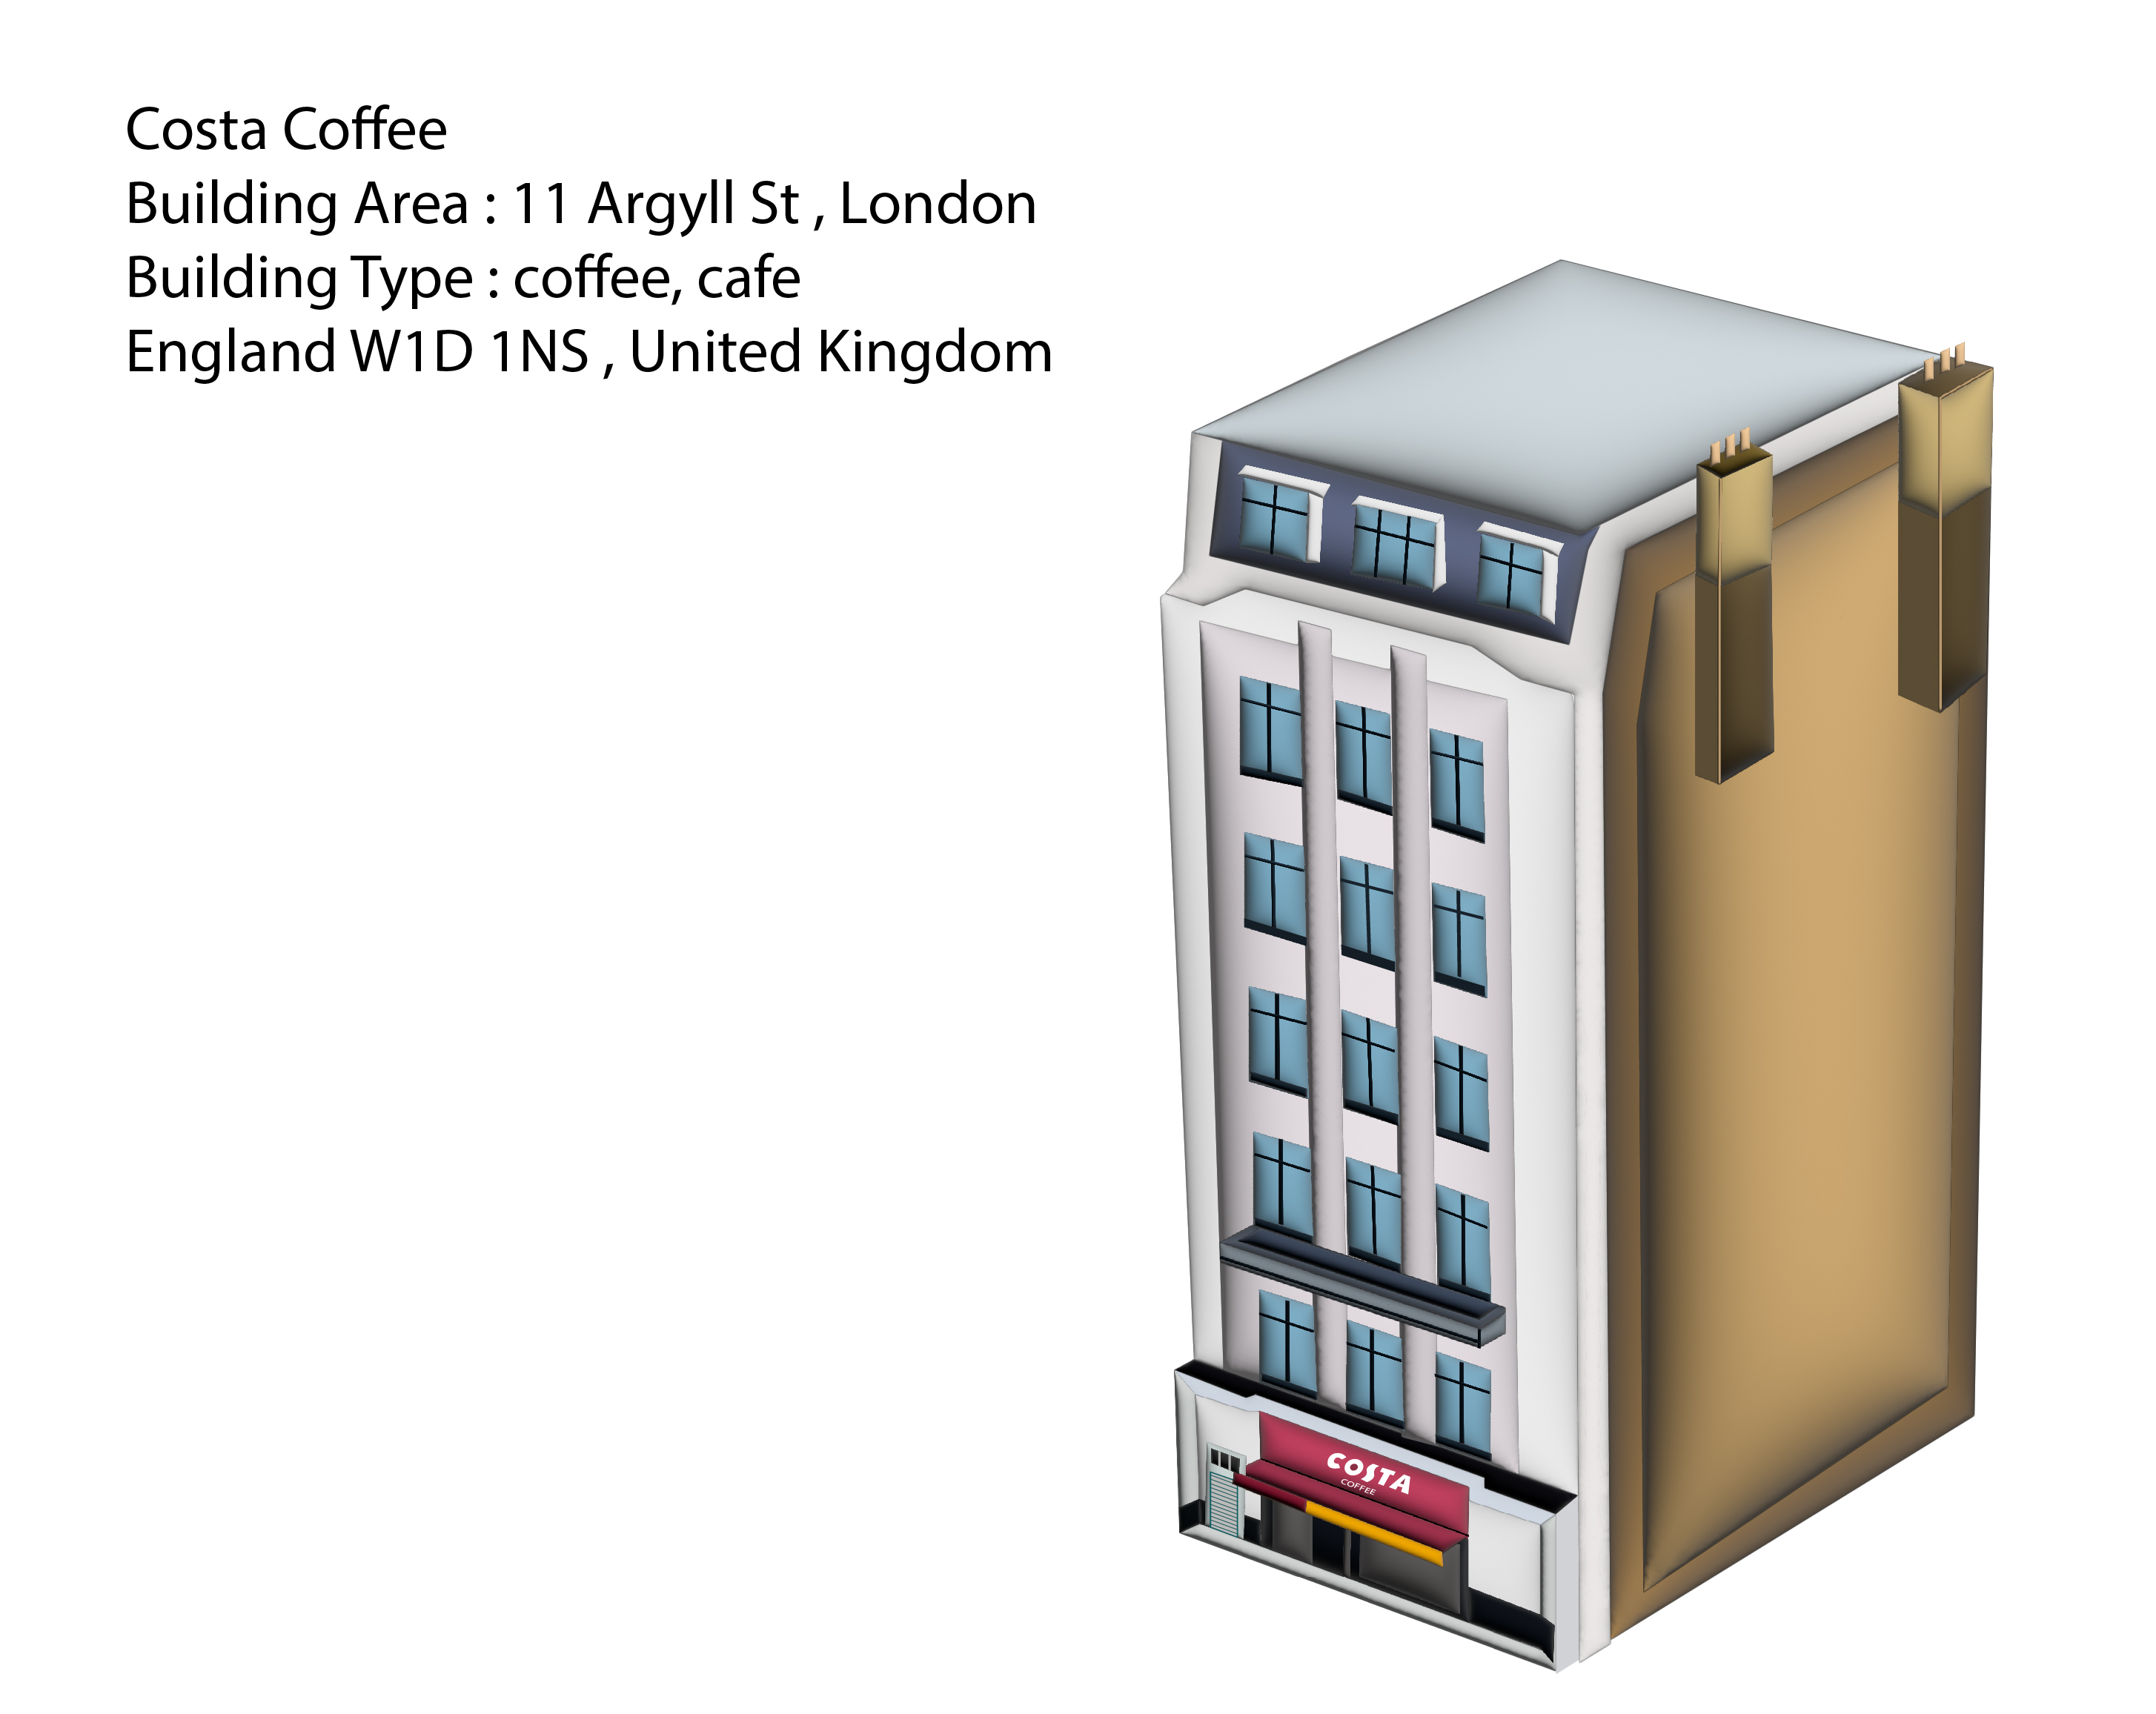 Costa Coffee
Building Area : 11 Argyll St , London
Building Type : coffee, cafe
England W1D 1NS , United Kingdom
COSTA
COFFEE